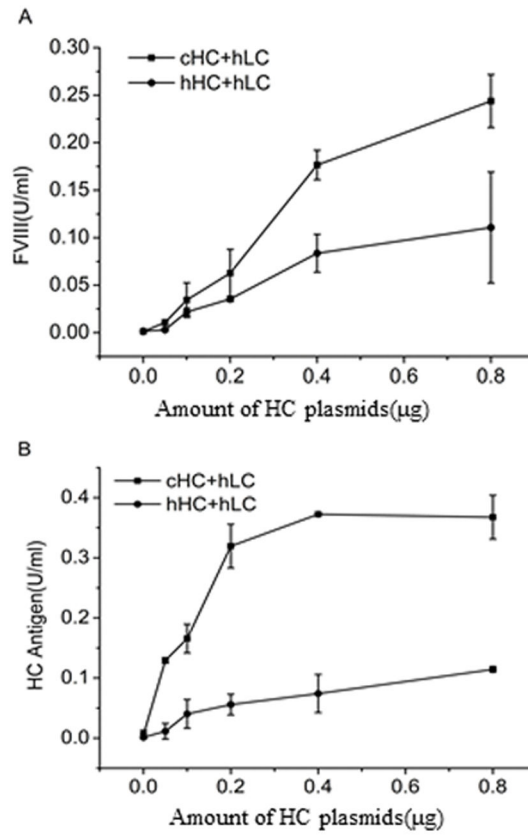 A
0.30
0.25
0.20
0.15
0.10
0.05
0.00
FVIII(U/ml)
cHC+hLC
hHC+hLC
0.0 0.2 0.4 0.6 0.8
Amount of HC plasmids(μg)
B
0.4
0.3
0.2
0.1
0.0
HC Antigen(U/ml)
cHC+hLC
hHC+hLC
0.0 0.2 0.4 0.6 0.8
Amount of HC plasmids(μg)